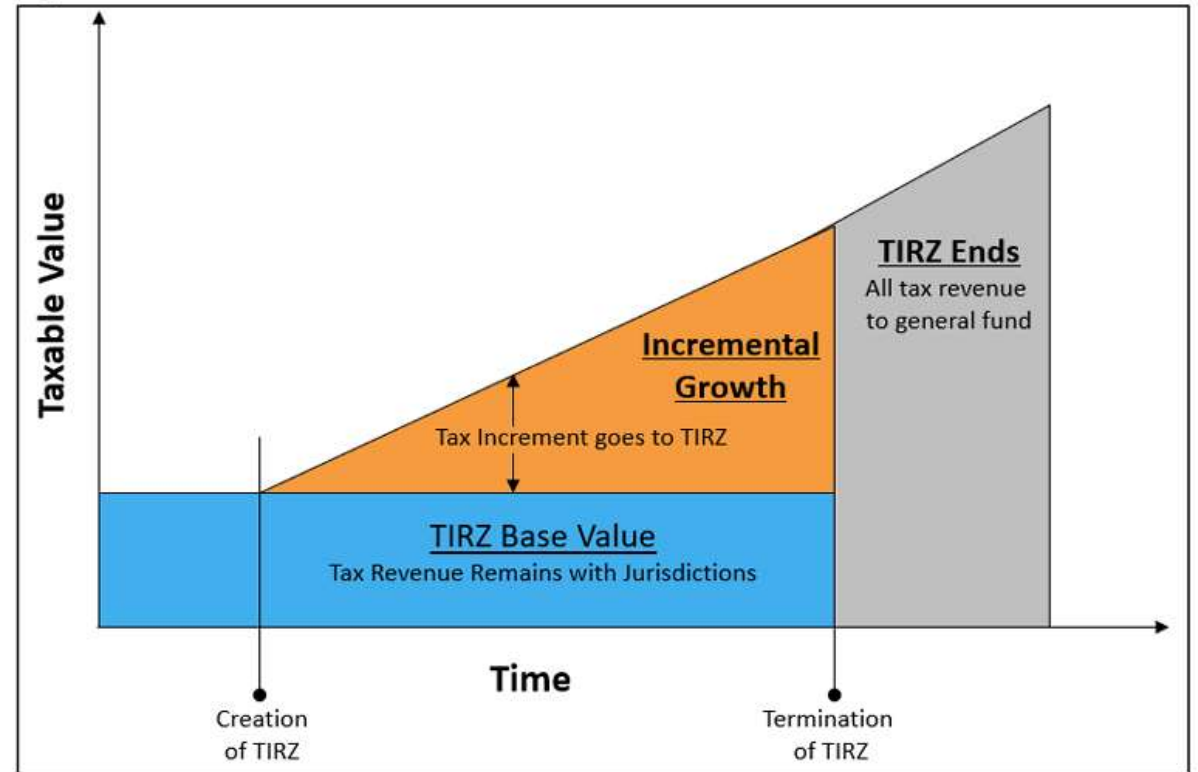 Taxable Value
TIRZ Ends
All tax revenue
to general fund
Incremental
Growth
Tax Increment goes to TIRZ
TIRZ Base Value
Tax Revenue Remains with Jurisdictions
Time
Creation
of TIRZ
Termination
of TIRZ